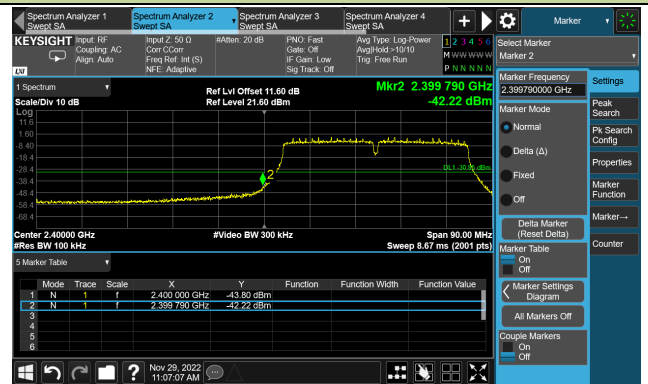 Spectrum Analyzer 1
Swept SA
Spectrum Analyzer 2
Swept SA
Spectrum Analyzer 3
Swept SA
Spectrum Analyzer 4
Swept SA
+
Marker
KEYSIGHT
Input: RF
Coupling: AC
Align: Auto
Input Z: 50 Ω
Corr CCorr
Freq Ref: Int (S)
NFE: Adaptive
#Atten: 20 dB
PNO: Fast
Gate: Off
IF Gain: Low
Sig Track: Off
Avg Type: Log-Power
Avg|Hold:>10/10
Trig: Free Run
1 2 3 4 5 6
M W W W W W
P N N N N N
LXI
Select Marker
Marker 2
Marker Frequency
2.399790000 GHz
Settings
1 Spectrum
Scale/Div 10 dB
Ref Lvl Offset 11.60 dB
Ref Level 21.60 dBm
Mkr2 2.399 790 GHz
-42.22 dBm
Log
11.6
1.60
-8.40
-18.4
-28.4
-38.4
-48.4
-58.4
-68.4
2
Center 2.40000 GHz
#Res BW 100 kHz
#Video BW 300 kHz
Span 90.00 MHz
Sweep 8.67 ms (2001 pts)
Marker Mode
Normal
Delta (Δ)
Fixed
Off
Delta Marker
(Reset Delta)
Marker Table
On
Off
Marker Settings
Diagram
All Markers Off
Couple Markers
On
Off
Peak
Search
Pk Search
Config
Properties
Marker
Function
Marker→
Counter
5 Marker Table
Mode Trace Scale X Y Function Function Width Function Value
1 N 1 f 2.400 000 GHz -43.80 dBm
2 N 1 f 2.399 790 GHz -42.22 dBm
3
4
5
6
?
Nov 29, 2022
11:07:07 AM